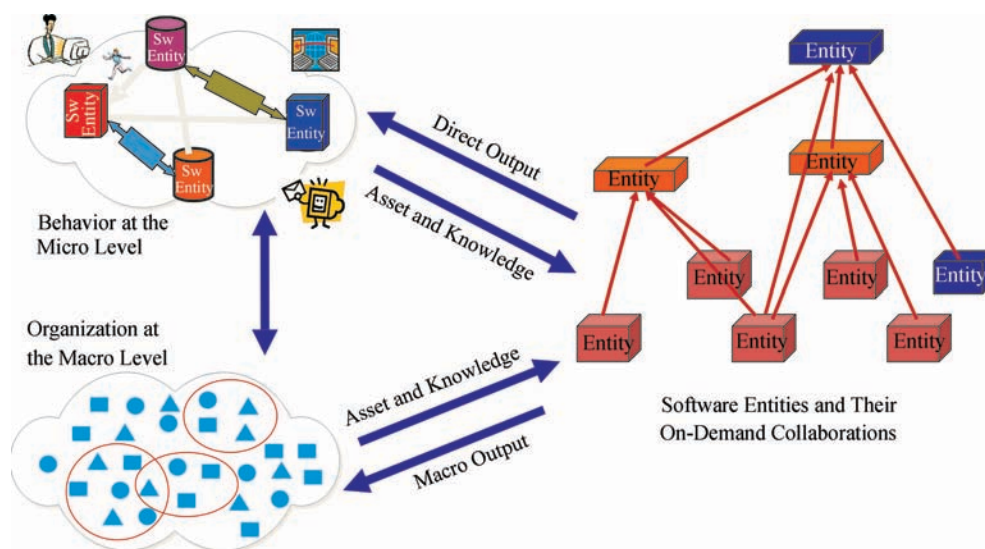 Sw
Entity
Sw
Entity
Sw
Entity
Sw
Entity
Behavior at the
Micro Level
Direct Output
Asset and Knowledge
Entity
Entity
Entity
Entity
Entity
Entity
Entity
Entity
Entity
Organization at
the Macro Level
Asset and Knowledge
Macro Output
Software Entities and Their
On-Demand Collaborations